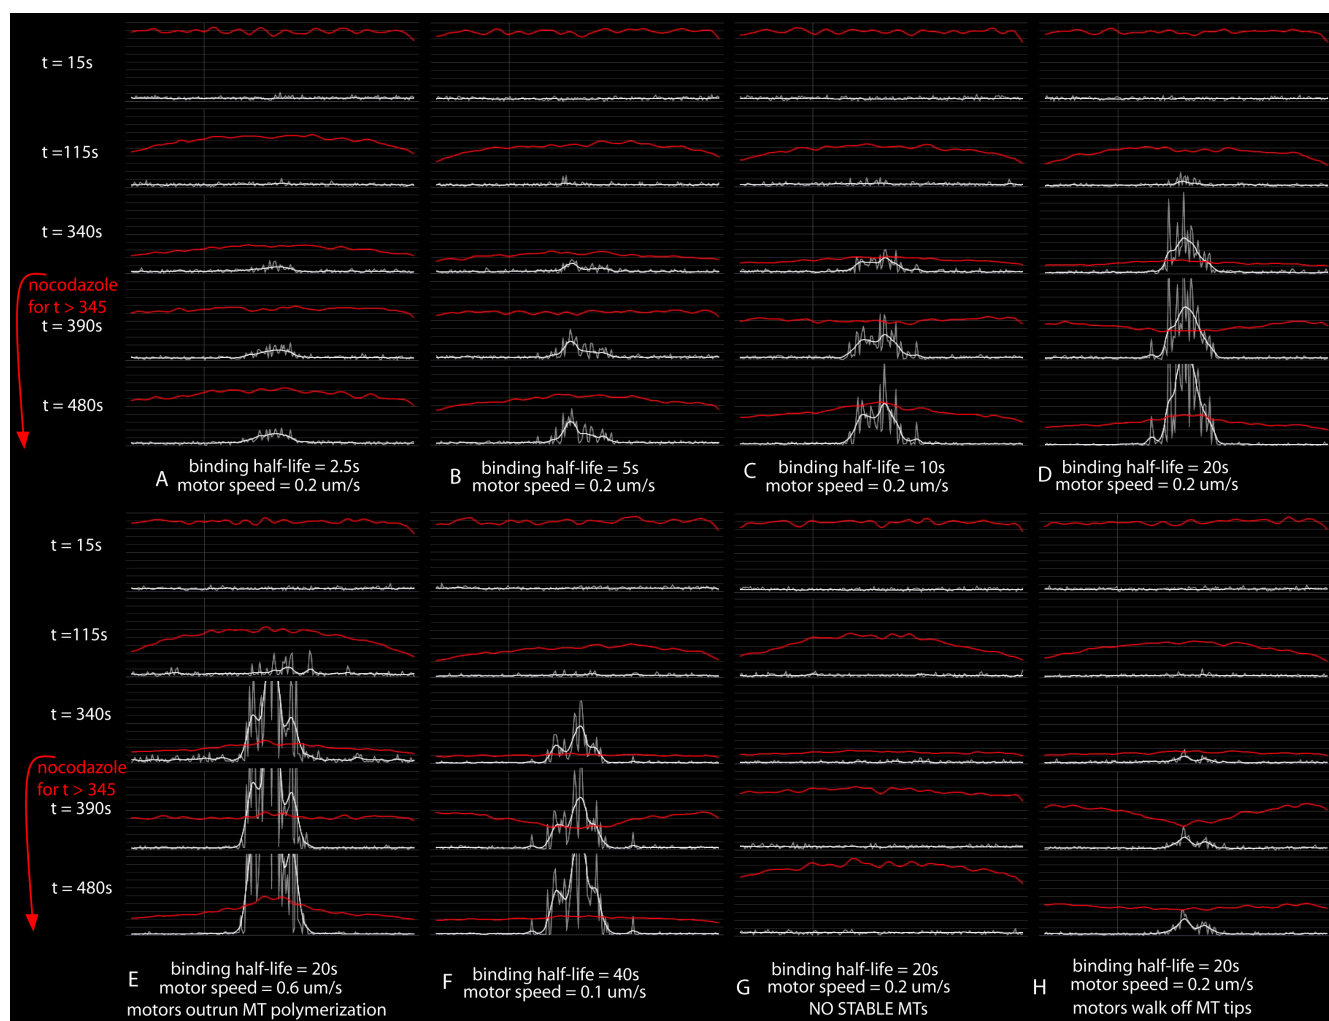 t = 15s
t =115s
t = 340s
nocodazole
for t > 345
t = 390s
t = 480s
A
binding half-life = 2.5s
motor speed = 0.2 um/s
B
binding half-life = 5s
motor speed = 0.2 um/s
C
binding half-life = 10s
motor speed = 0.2 um/s
D
binding half-life = 20s
motor speed = 0.2 um/s
t = 15s
t =115s
t = 340s
nocodazole
for t > 345
t = 390s
t = 480s
E
binding half-life = 20s
motor speed = 0.6 um/s
motors outrun MT polymerization
F
binding half-life = 40s
motor speed = 0.1 um/s
G
binding half-life = 20s
motor speed = 0.2 um/s
NO STABLE MTs
H
binding half-life = 20s
motor speed = 0.2 um/s
motors walk off MT tips